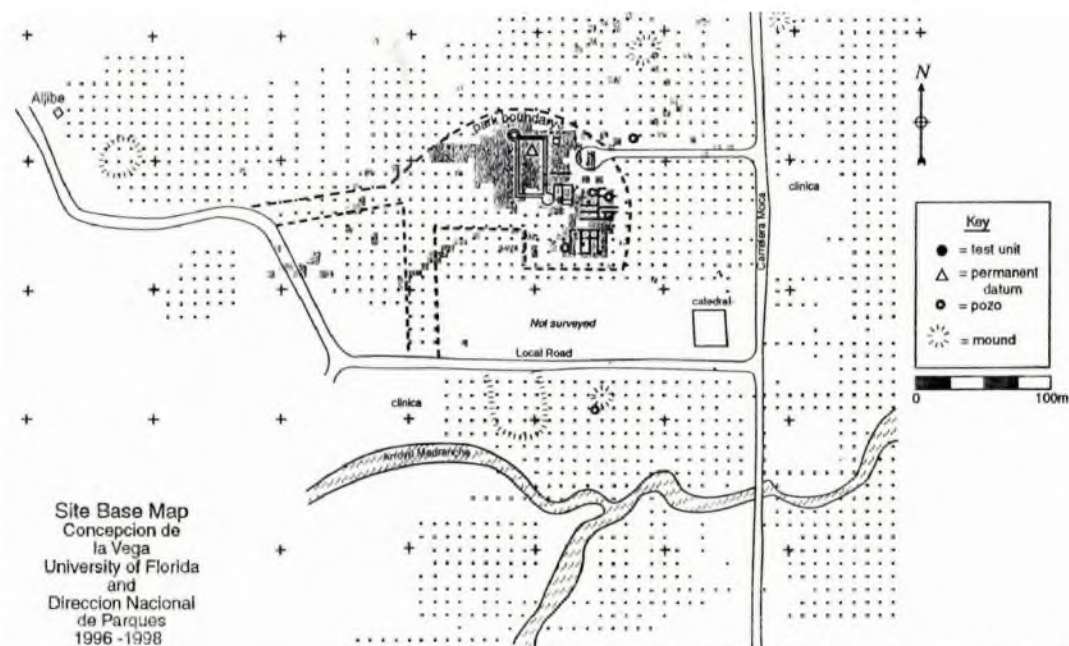 Aljibe
park boundary
N
clinica
Carretera Moca
Key
= test unit
= permanent
datum
= pozo
= mound
0 100m
catedral
Not surveyed
Local Road
clinica
Arroyo
Site Base Map
Concepcion de
la Vega
University of Florida
and
Direccion Nacional
de Parques
1996 -1998